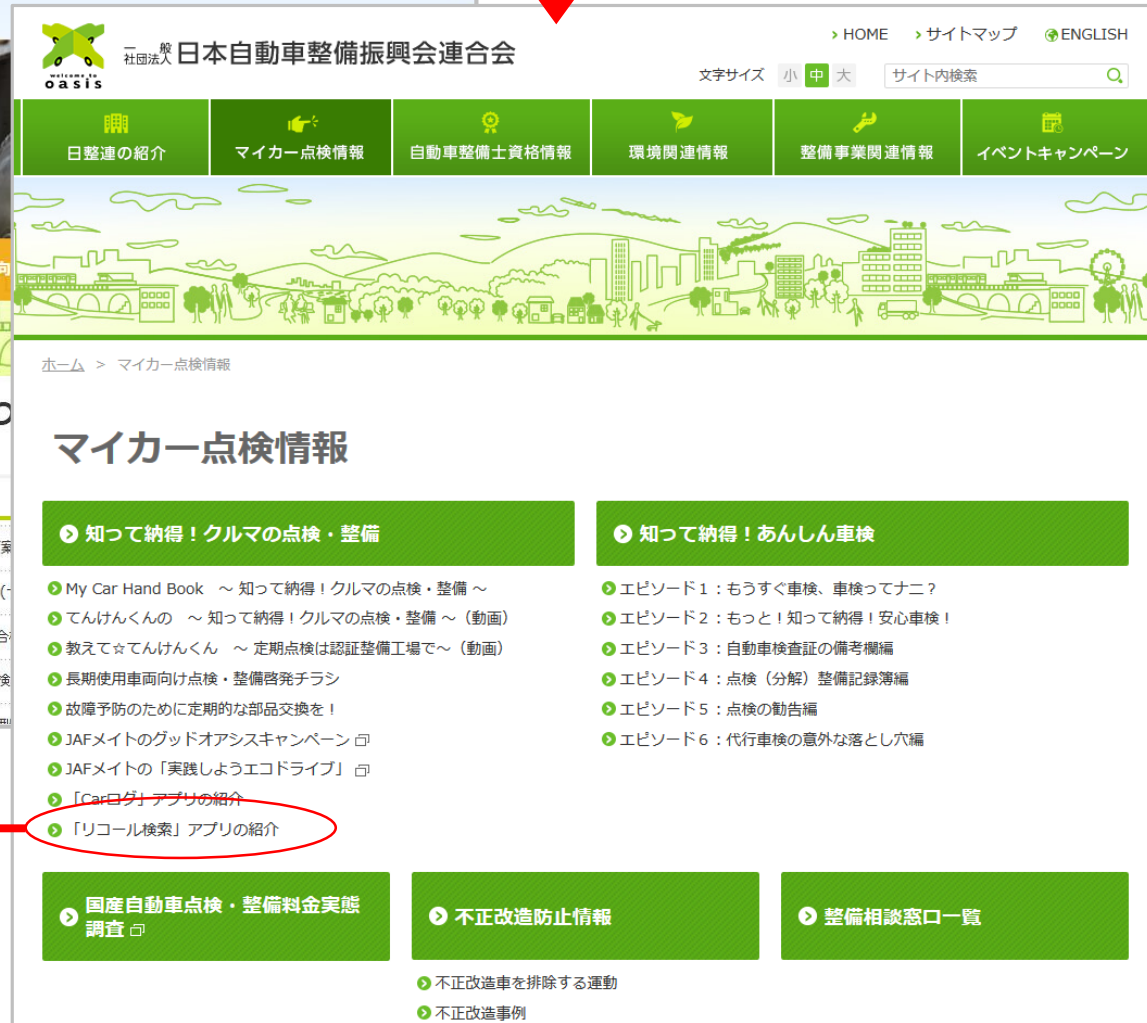 welcome to
oasis
一般社団法人 日本自動車整備振興会連合会
HOME サイトマップ ENGLISH
文字サイズ 小 中 大 サイト内検索
日整連の紹介 マイカー点検情報 自動車整備士資格情報 環境関連情報 整備事業関連情報 イベントキャンペーン
ホーム > マイカー点検情報
マイカー点検情報
知って納得！クルマの点検・整備
My Car Hand Book ～ 知って納得！クルマの点検・整備 ～
てんけんくんの ～ 知って納得！クルマの点検・整備 ～（動画）
教えて☆てんけんくん ～ 定期点検は認証整備工場で～（動画）
長期使用車両向け点検・整備啓発チラシ
故障予防のために定期的な部品交換を！
JAFメイトのグッドオアシスキャンペーン
JAFメイトの「実践しようエコドライブ」
「Carログ」アプリの紹介
「リコール検索」アプリの紹介
知って納得！あんしん車検
エピソード１：もうすぐ車検、車検ってナニ？
エピソード２：もっと！知って納得！安心車検！
エピソード３：自動車検査証の備考欄編
エピソード４：点検（分解）整備記録簿編
エピソード５：点検の勧告編
エピソード６：代行車検の意外な落とし穴編
国産自動車点検・整備料金実態
調査
不正改造防止情報
不正改造車を排除する運動
不正改造事例
整備相談窓口一覧